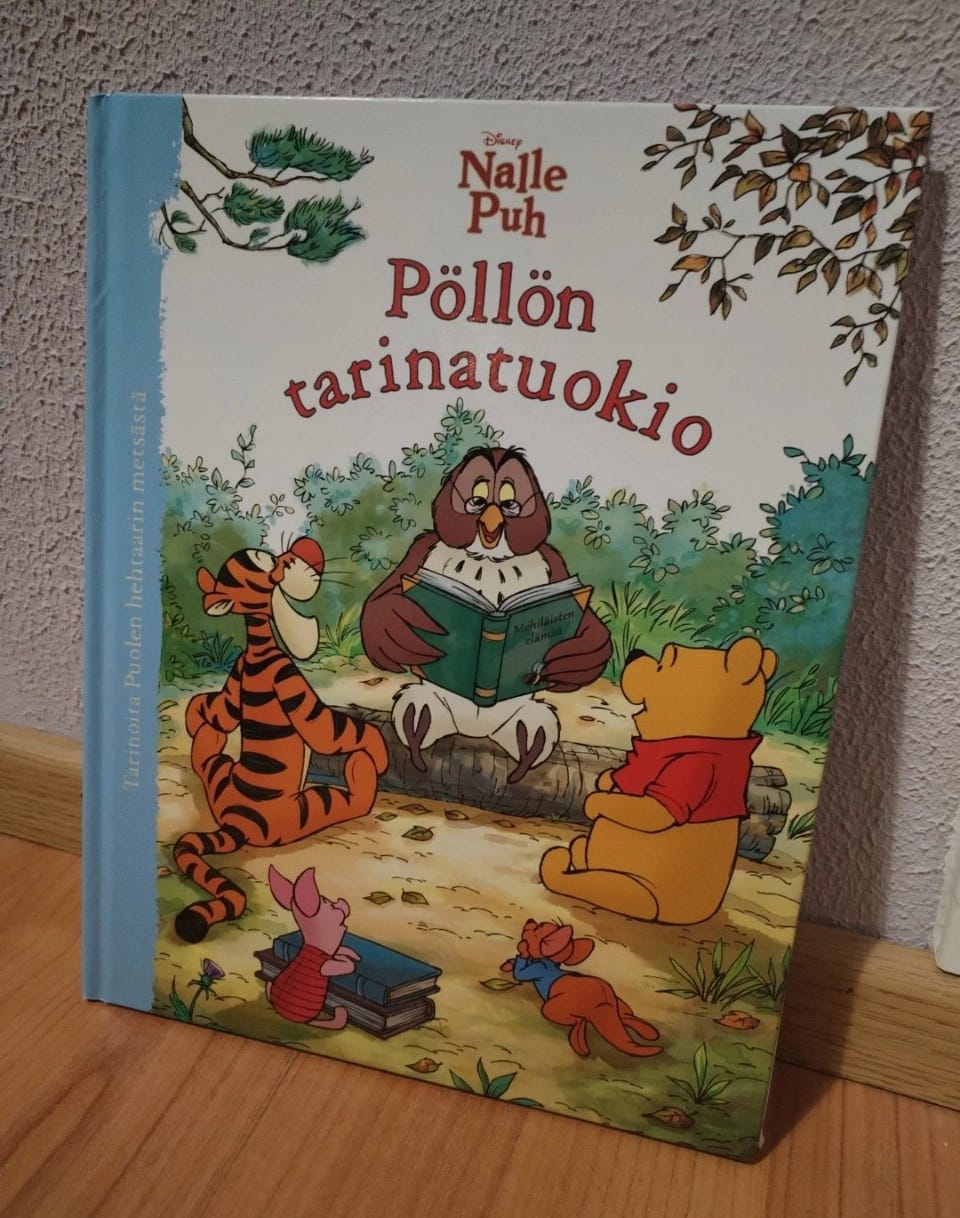 Disney
Nalle
Puh
Pöllön
tarinatuokio
Mehiläisten
elämää
Tarinoita Puolen hehtaarin metsästä